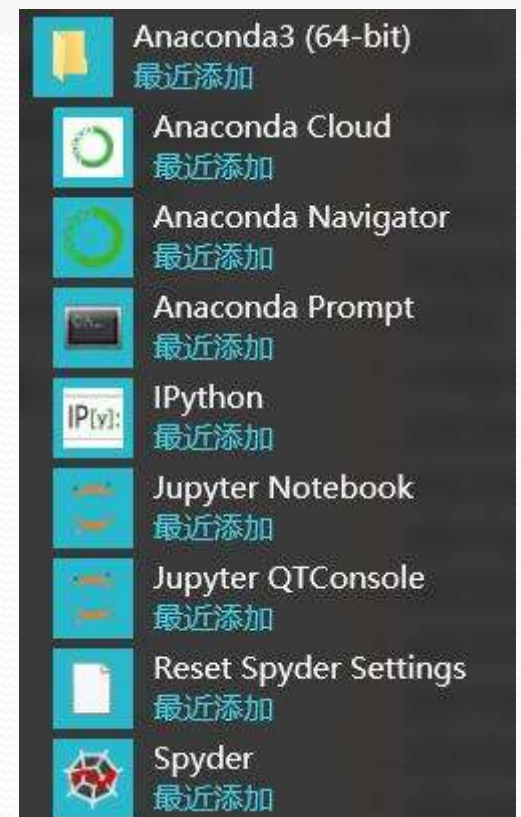 Anaconda3 (64-bit)
最近添加
Anaconda Cloud
最近添加
Anaconda Navigator
最近添加
Anaconda Prompt
最近添加
IPython
最近添加
IP[y]:
Jupyter Notebook
最近添加
Jupyter QTConsole
最近添加
Reset Spyder Settings
最近添加
Spyder
最近添加